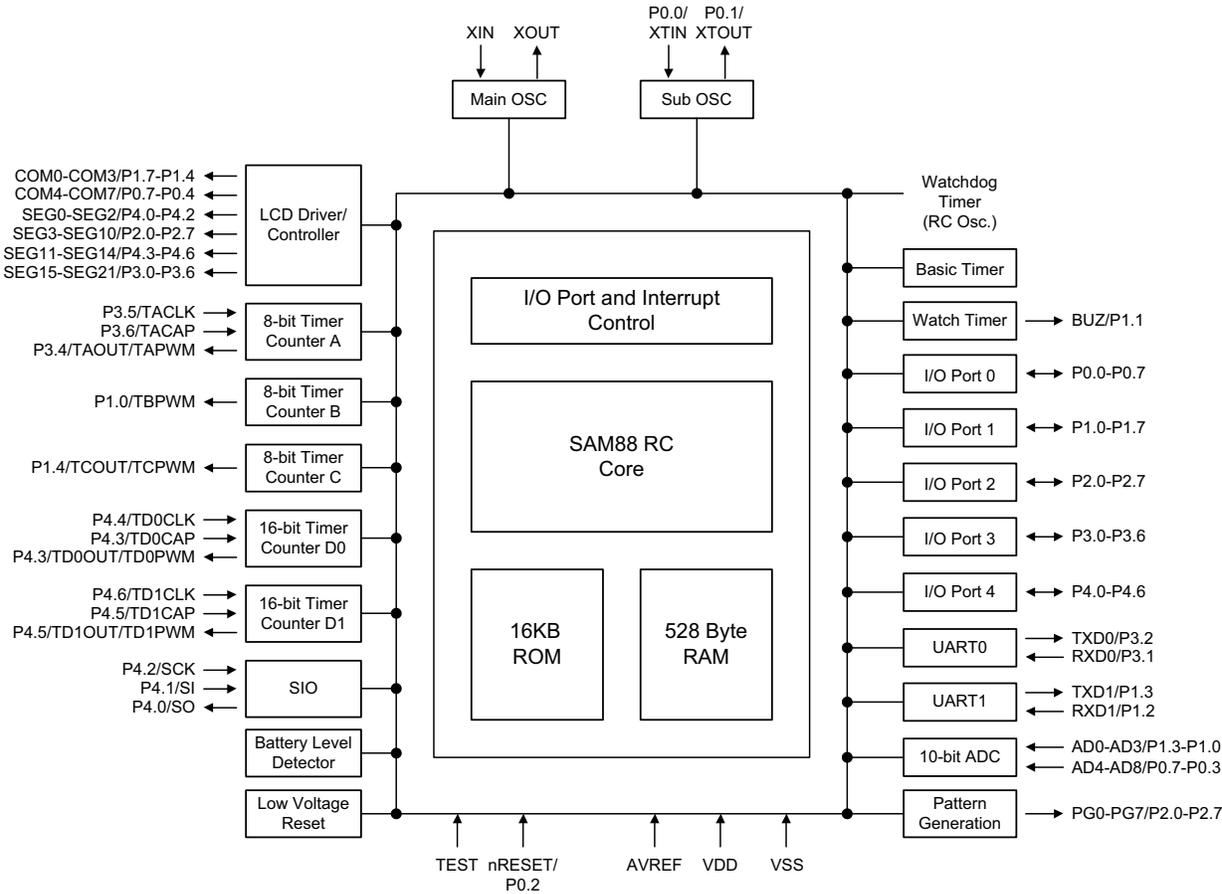 P0.0/
XTIN
P0.1/
XTOUT
XIN
XOUT
Main OSC
Sub OSC
COM0-COM3/P1.7-P1.4
COM4-COM7/P0.7-P0.4
SEG0-SEG2/P4.0-P4.2
SEG3-SEG10/P2.0-P2.7
SEG11-SEG14/P4.3-P4.6
SEG15-SEG21/P3.0-P3.6
LCD Driver/
Controller
P3.5/TACLK
P3.6/TACAP
P3.4/TAOUT/TAPWM
8-bit Timer
Counter A
P1.0/TBPWM
8-bit Timer
Counter B
P1.4/TCOUT/TCPWM
8-bit Timer
Counter C
P4.4/TD0CLK
P4.3/TD0CAP
P4.3/TD0OUT/TD0PWM
16-bit Timer
Counter D0
P4.6/TD1CLK
P4.5/TD1CAP
P4.5/TD1OUT/TD1PWM
16-bit Timer
Counter D1
P4.2/SCK
P4.1/SI
P4.0/SO
SIO
Battery Level
Detector
Low Voltage
Reset
I/O Port and Interrupt
Control
SAM88 RC
Core
16KB
ROM
528 Byte
RAM
Watchdog
Timer
(RC Osc.)
Basic Timer
Watch Timer
BUZ/P1.1
I/O Port 0
P0.0-P0.7
I/O Port 1
P1.0-P1.7
I/O Port 2
P2.0-P2.7
I/O Port 3
P3.0-P3.6
I/O Port 4
P4.0-P4.6
UART0
TXD0/P3.2
RXD0/P3.1
UART1
TXD1/P1.3
RXD1/P1.2
10-bit ADC
AD0-AD3/P1.3-P1.0
AD4-AD8/P0.7-P0.3
Pattern
Generation
PG0-PG7/P2.0-P2.7
TEST
nRESET/
P0.2
AVREF
VDD
VSS